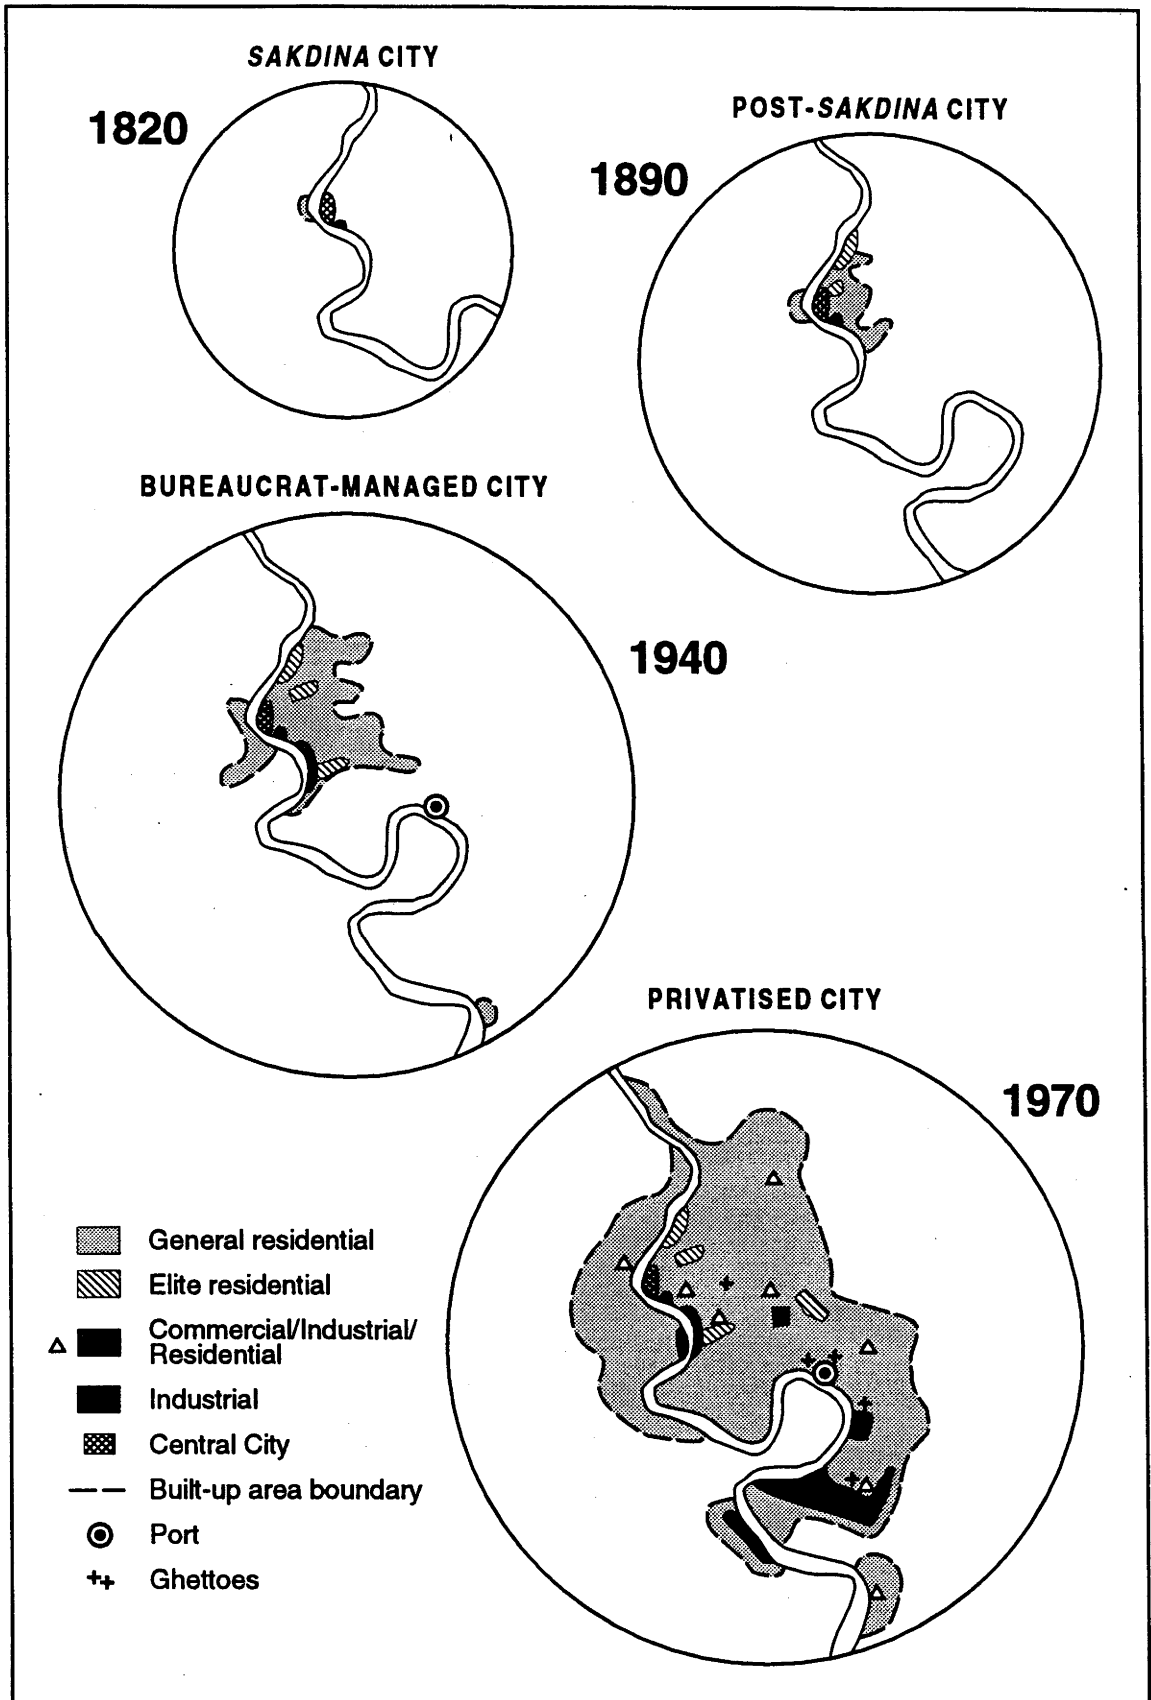 SAKDINA CITY
1820
POST-SAKDINA CITY
1890
BUREAUCRAT-MANAGED CITY
1940
PRIVATISED CITY
1970
General residential
Elite residential
Commercial/Industrial/
Residential
Industrial
Central City
Built-up area boundary
Port
Ghettoes